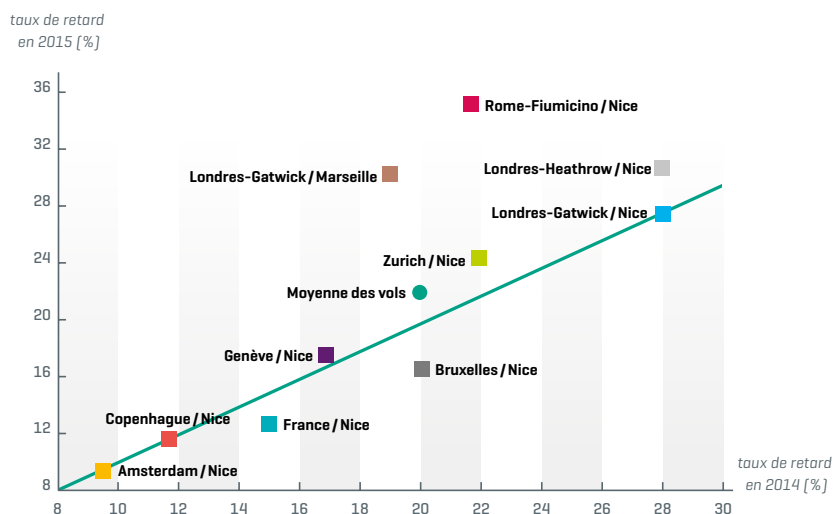 taux de retard
en 2015 (%)
36
Rome-Fiumicino / Nice
32
Londres-Heathrow / Nice
Londres-Gatwick / Marseille
28
Londres-Gatwick / Nice
24
Zurich / Nice
Moyenne des vols
20
Genève / Nice
16
Bruxelles / Nice
Copenhague / Nice
France / Nice
12
Amsterdam / Nice
taux de retard
en 2014 (%)
8
8 10 12 14 16 18 20 22 24 26 28 30